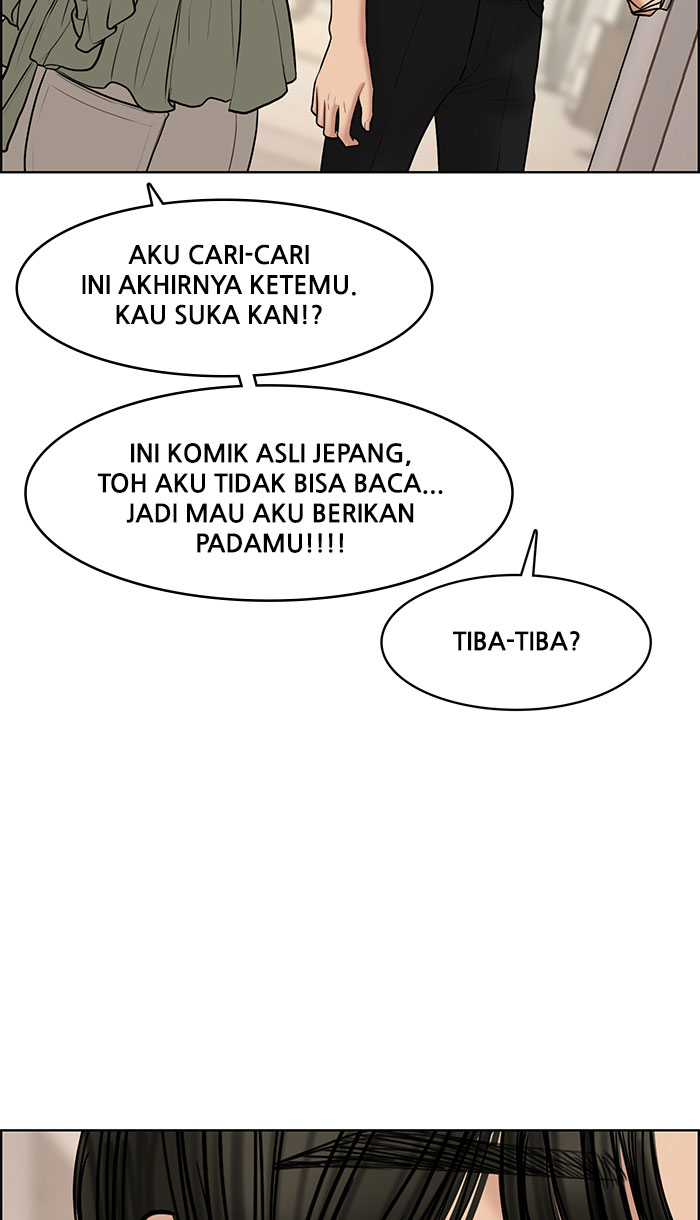 AKU CARI-CARI
INI AKHIRNYA KETEMU.
KAU SUKA KAN!?
INI KOMIK ASLI JEPANG,
TOH AKU TIDAK BISA BACA...
JADI MAU AKU BERIKAN
PADAMU!!!!
TIBA-TIBA?